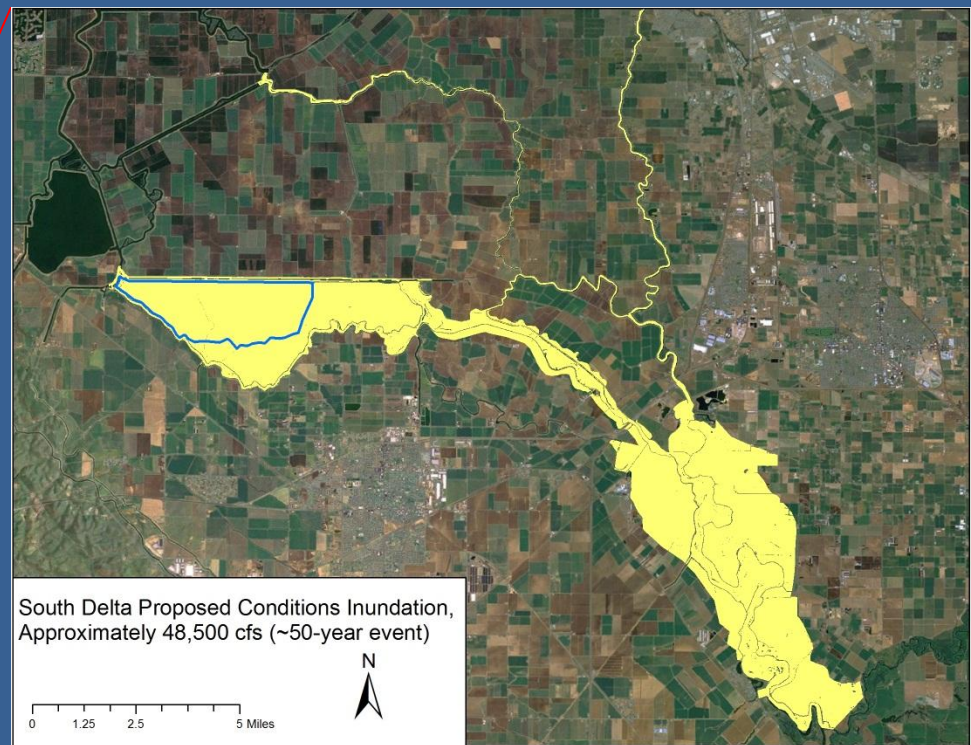 South Delta Proposed Conditions Inundation,
Approximately 48,500 cfs (~50-year event)
N
0 1.25 2.5 5 Miles